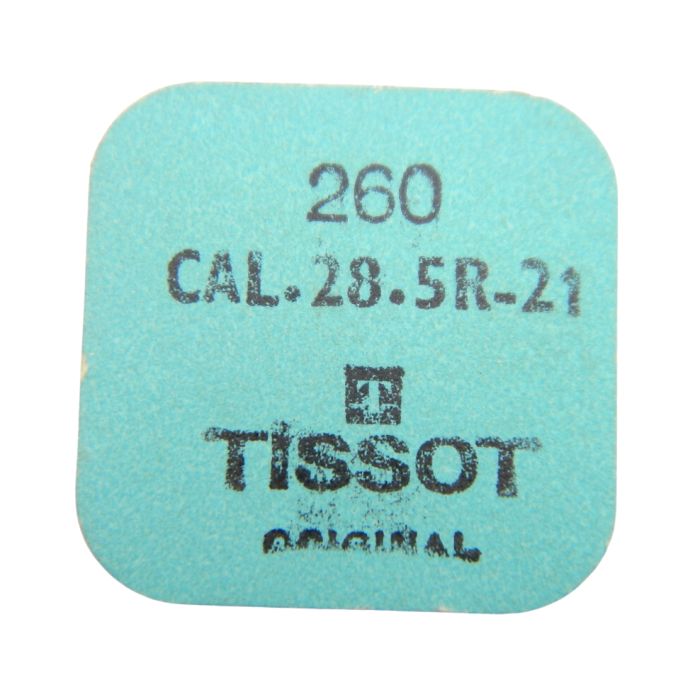 260
CAL.28.5R-21
T
TISSOT
ORIGINAL